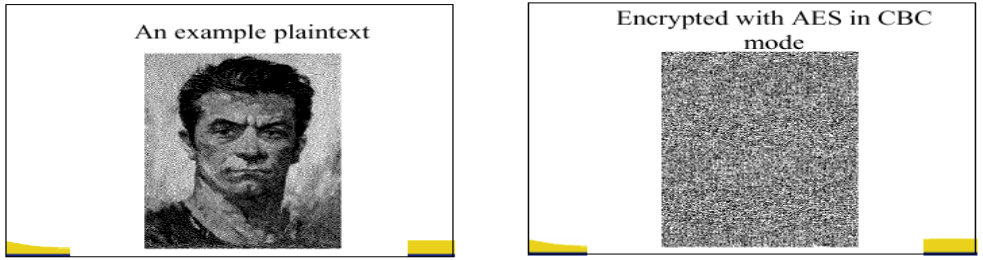 An example plaintext
Encrypted with AES in CBC
mode